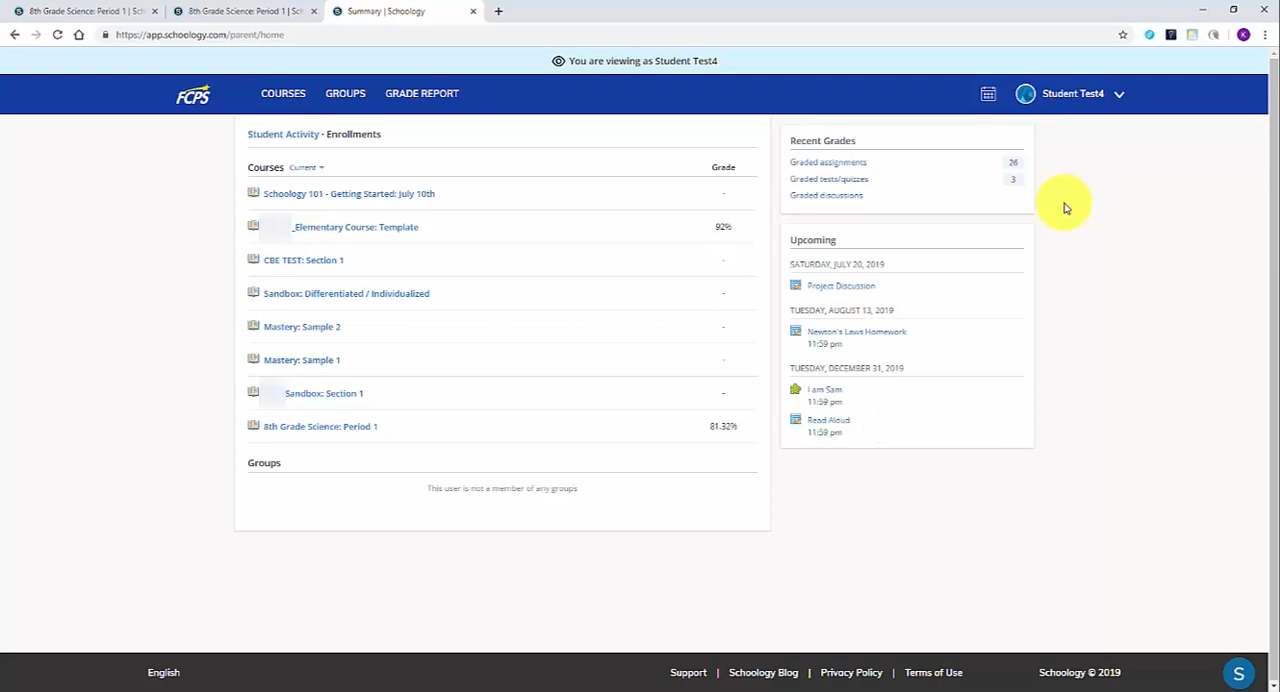 8th Grade Science: Period 1 | Sch
8th Grade Science: Period 1 | Sch
Summary | Schoology
https://app.schoology.com/parent/home
K
You are viewing as Student Test4
FCPS
COURSES
GROUPS
GRADE REPORT
Student Test4
Student Activity · Enrollments
Courses Current
Grade
Schoology 101 - Getting Started: July 10th
-
_Elementary Course: Template
92%
CBE TEST: Section 1
-
Sandbox: Differentiated / Individualized
-
Mastery: Sample 2
-
Mastery: Sample 1
-
Sandbox: Section 1
-
8th Grade Science: Period 1
81.32%
Groups
This user is not a member of any groups
Recent Grades
Graded assignments 26
Graded tests/quizzes 3
Graded discussions
Upcoming
SATURDAY, JULY 20, 2019
Project Discussion
TUESDAY, AUGUST 13, 2019
Newton's Laws Homework
11:59 pm
TUESDAY, DECEMBER 31, 2019
I am Sam
11:59 pm
Read Aloud
11:59 pm
English
Support | Schoology Blog | Privacy Policy | Terms of Use
Schoology © 2019
S